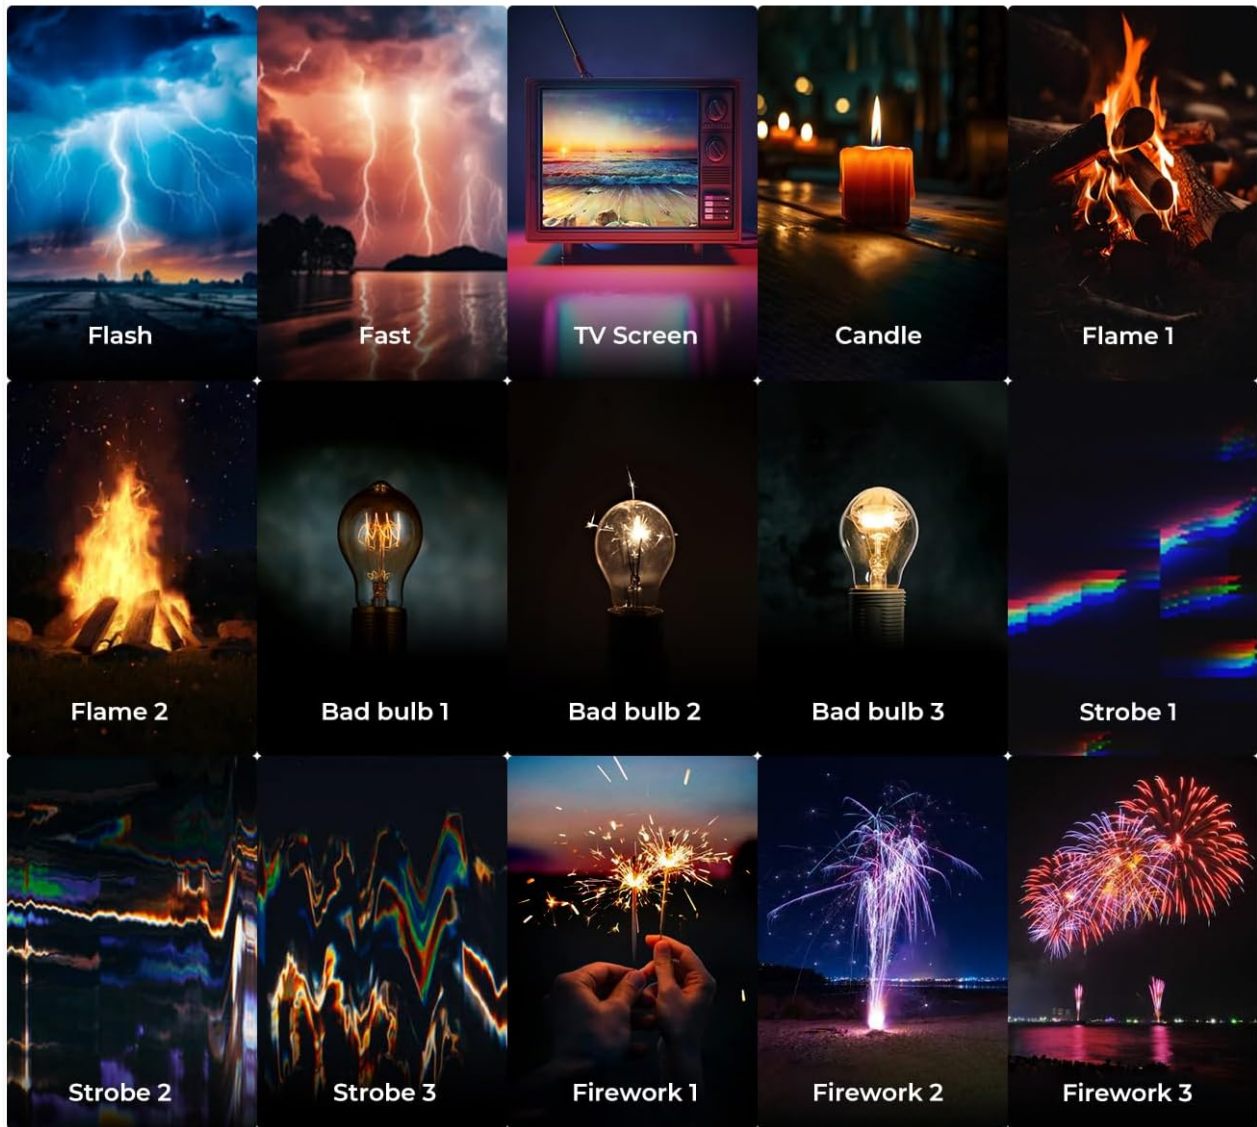 Flash
Fast
TV Screen
Candle
Flame 1
Flame 2
Bad bulb 1
Bad bulb 2
Bad bulb 3
Strobe 1
Strobe 2
Strobe 3
Firework 1
Firework 2
Firework 3